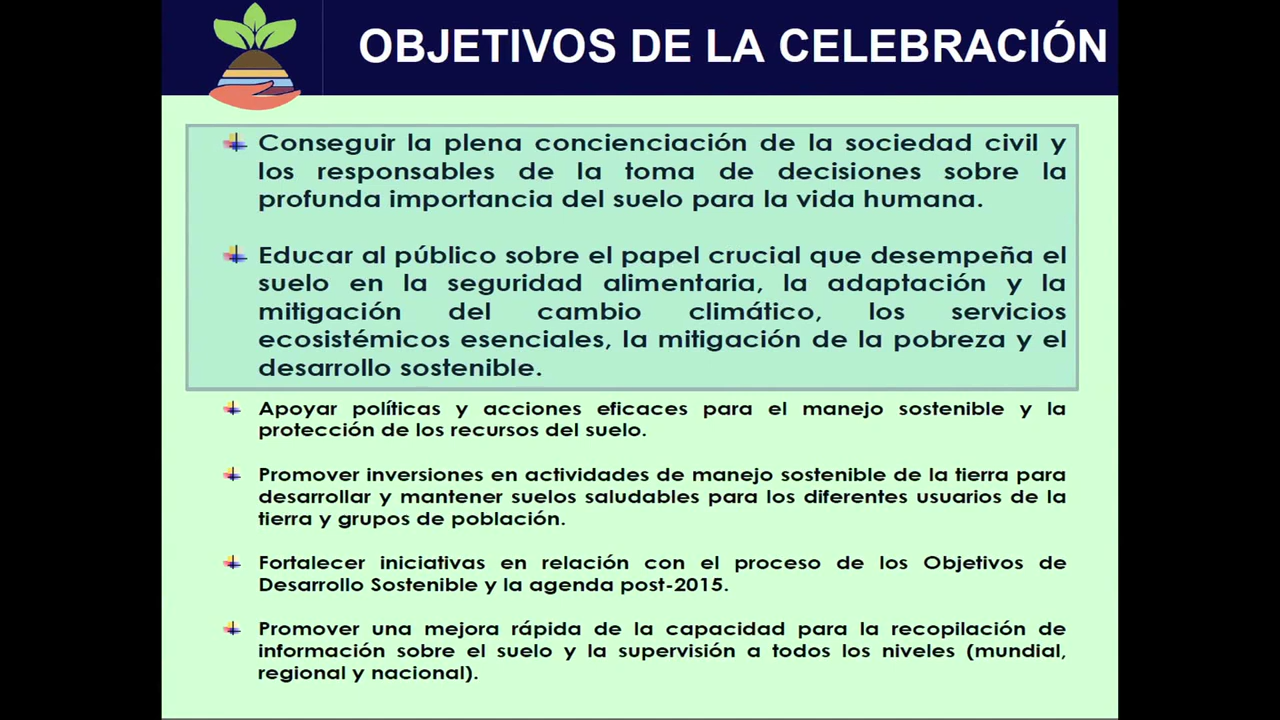 OBJETIVOS DE LA CELEBRACIÓN
Conseguir la plena concienciación de la sociedad civil y
los responsables de la toma de decisiones sobre la
profunda importancia del suelo para la vida humana.
Educar al público sobre el papel crucial que desempeña el
suelo en la seguridad alimentaria, la adaptación y la
mitigación del cambio climático, los servicios
ecosistémicos esenciales, la mitigación de la pobreza y el
desarrollo sostenible.
Apoyar políticas y acciones eficaces para el manejo sostenible y la
protección de los recursos del suelo.
Promover inversiones en actividades de manejo sostenible de la tierra para
desarrollar y mantener suelos saludables para los diferentes usuarios de la
tierra y grupos de población.
Fortalecer iniciativas en relación con el proceso de los Objetivos de
Desarrollo Sostenible y la agenda post-2015.
Promover una mejora rápida de la capacidad para la recopilación de
información sobre el suelo y la supervisión a todos los niveles (mundial,
regional y nacional).